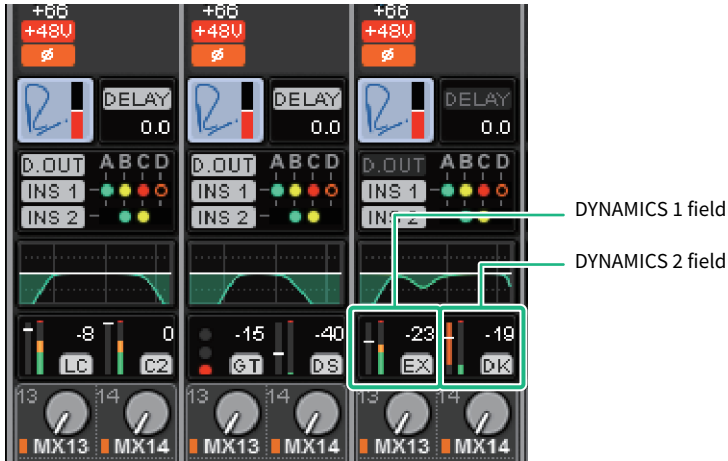 +66 +66 +66
+48V +48V +48V
ø ø ø
DELAY DELAY DELAY
0.0 0.0 0.0
D.OUT A B C D D.OUT A B C D D.OUT A B C D
INS 1 INS 1 INS 1
INS 2 INS 2 INS 2
DYNAMICS 1 field
DYNAMICS 2 field
-8 0 -15 -40 -23 -19
LC C2 GT DS EX DK
13 14 13 14 13 14
MX13 MX14 MX13 MX14 MX13 MX14